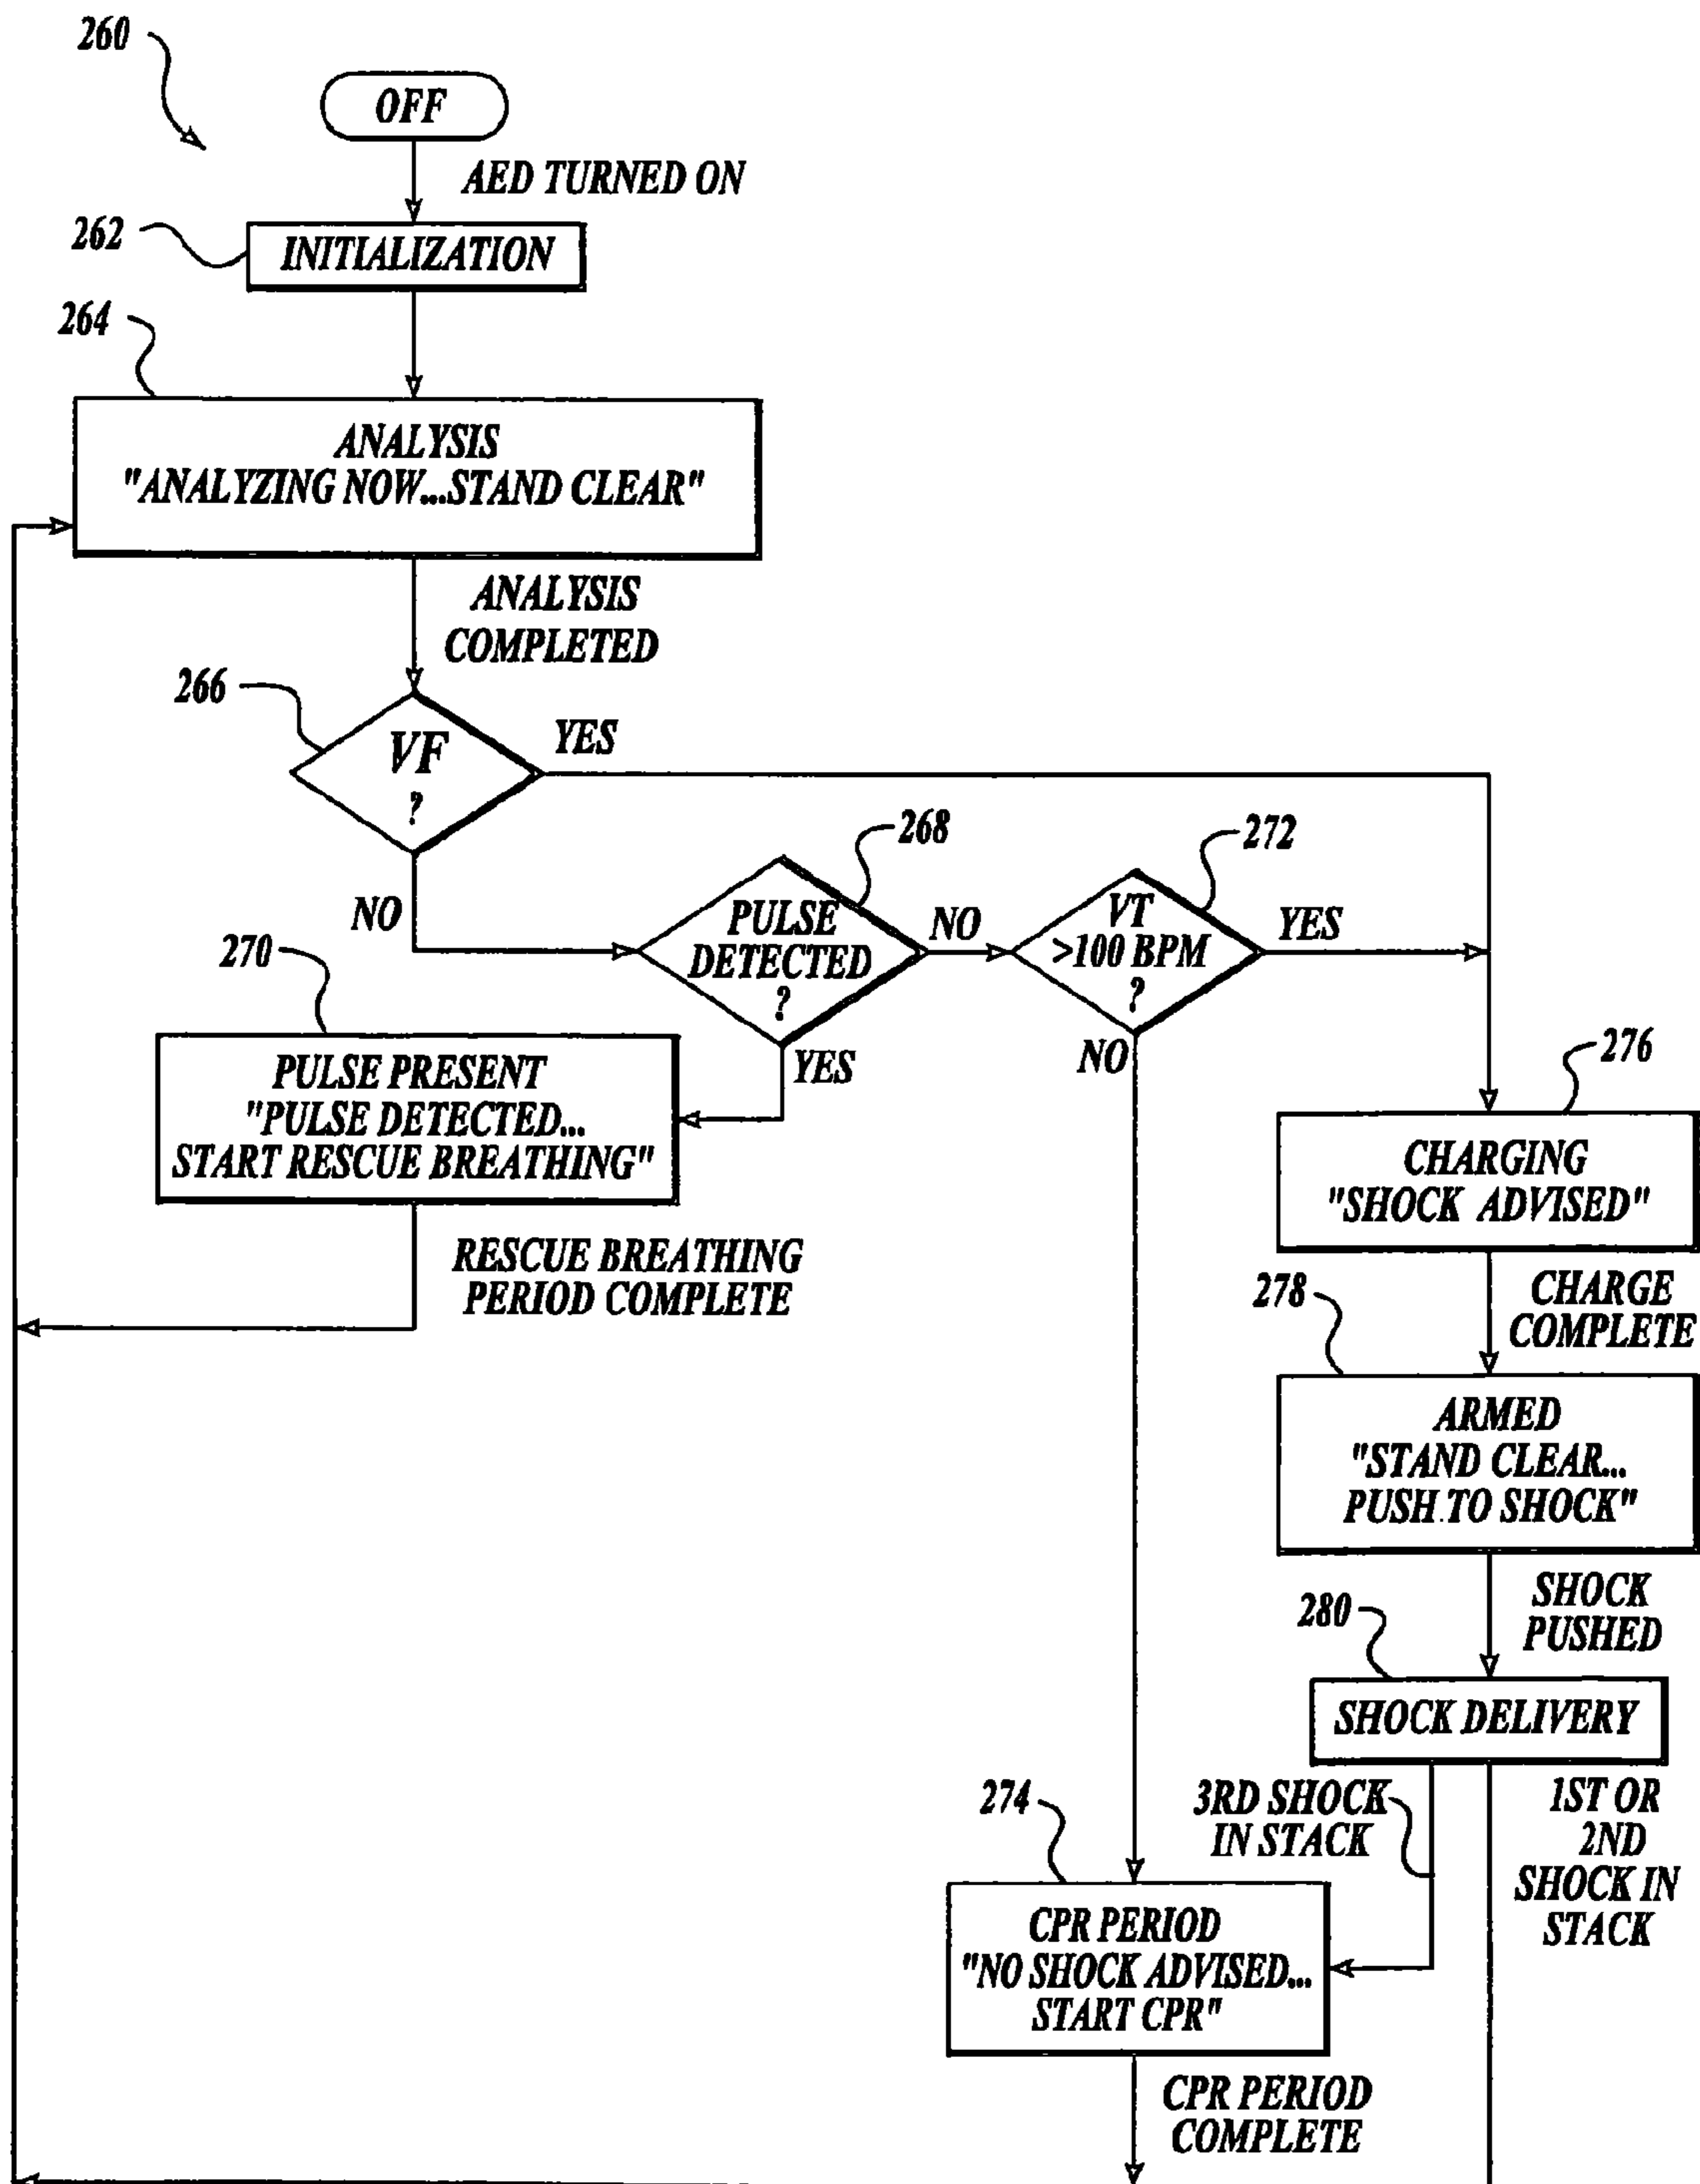 260
OFF
AED TURNED ON
262
INITIALIZATION
264
ANALYSIS
"ANALYZING NOW...STAND CLEAR"
ANALYSIS
COMPLETED
266
VF
?
YES
NO
268
PULSE
DETECTED
?
NO
YES
272
VT
>100 BPM
?
YES
NO
270
PULSE PRESENT
"PULSE DETECTED...
START RESCUE BREATHING"
RESCUE BREATHING
PERIOD COMPLETE
276
CHARGING
"SHOCK ADVISED"
CHARGE
COMPLETE
278
ARMED
"STAND CLEAR...
PUSH TO SHOCK"
SHOCK
PUSHED
280
SHOCK DELIVERY
3RD SHOCK
IN STACK
1ST OR
2ND
SHOCK IN
STACK
274
CPR PERIOD
"NO SHOCK ADVISED...
START CPR"
CPR PERIOD
COMPLETE